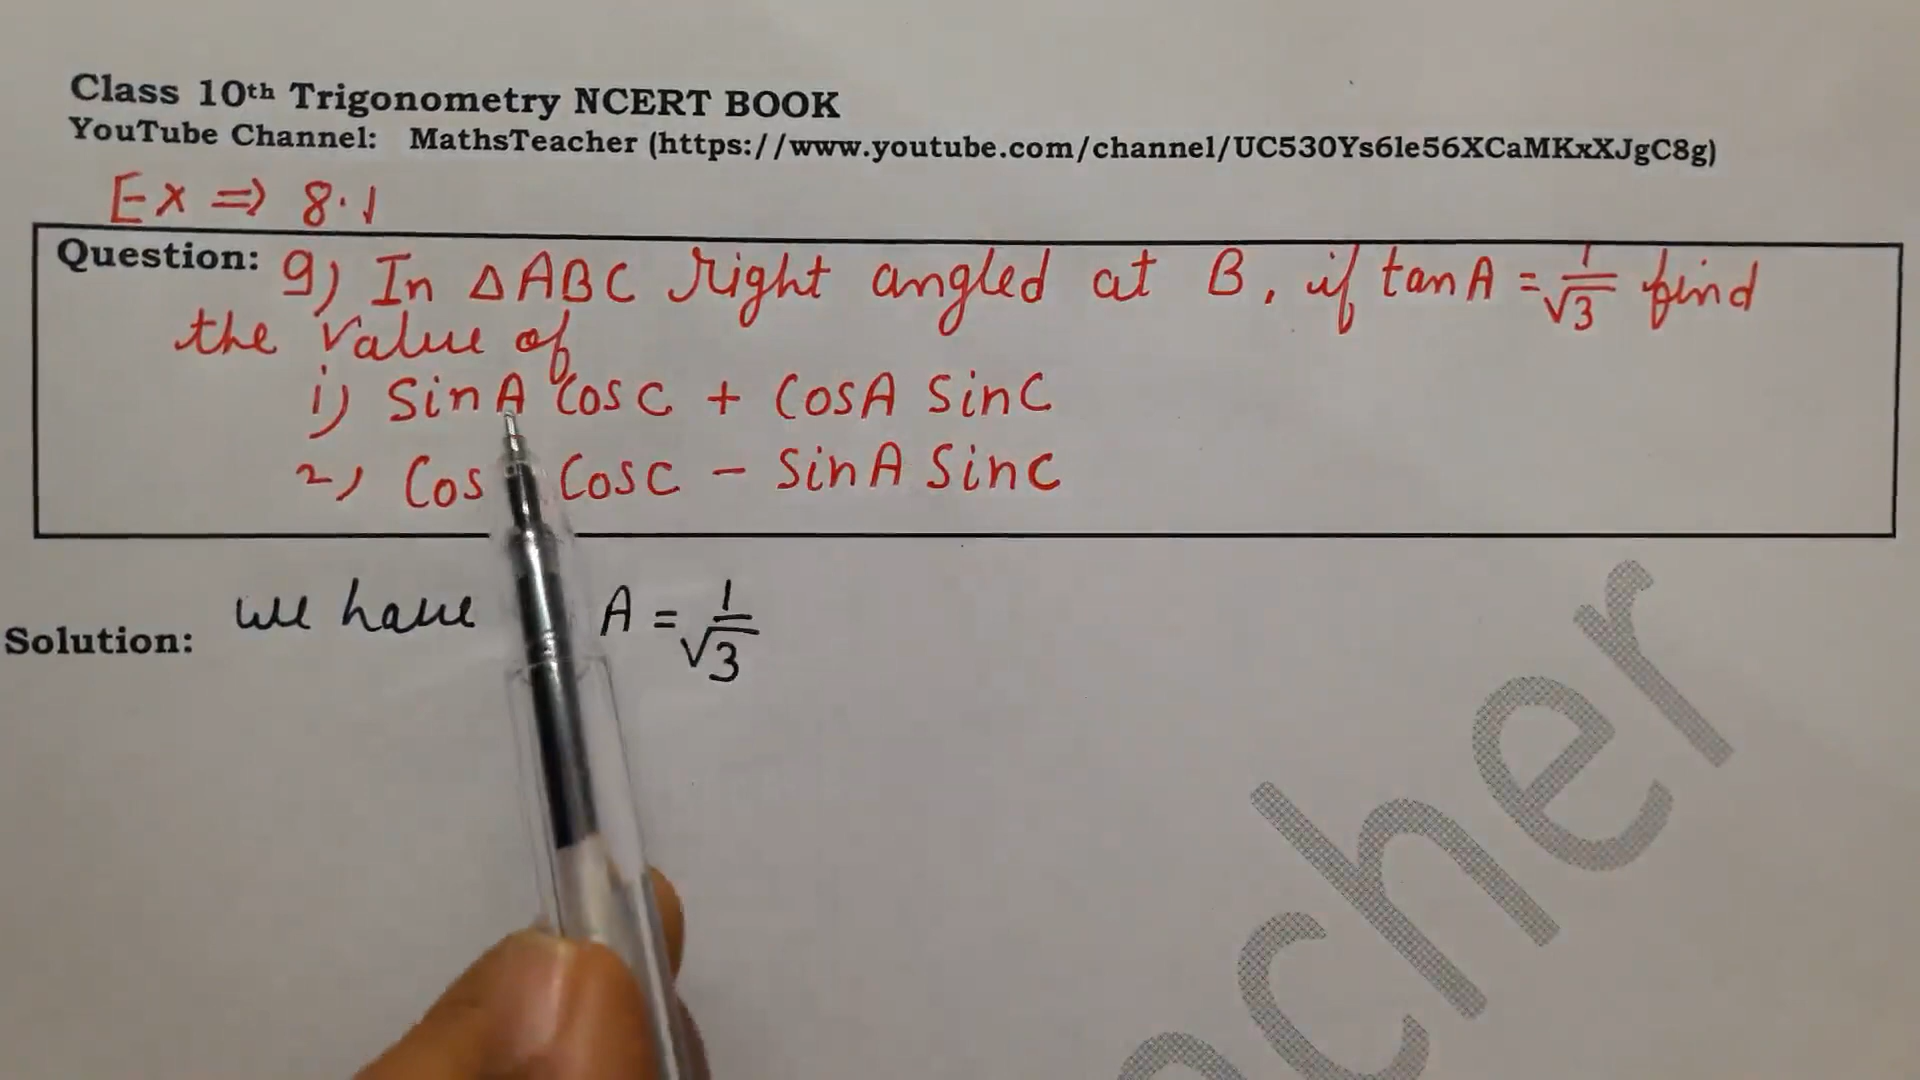 Class 10th Trigonometry NCERT BOOK
YouTube Channel: MathsTeacher (https://www.youtube.com/channel/UC530Ys6le56XCaMKxXJgC8g)
Ex ⇒ 8.1
Question: 9) In ΔABC right angled at B, if tan A = 1/√3 find
the value of
i) Sin A Cos C + Cos A Sin C
2) Cos Cos C - Sin A Sin C
Solution: we have A = 1/√3
cher